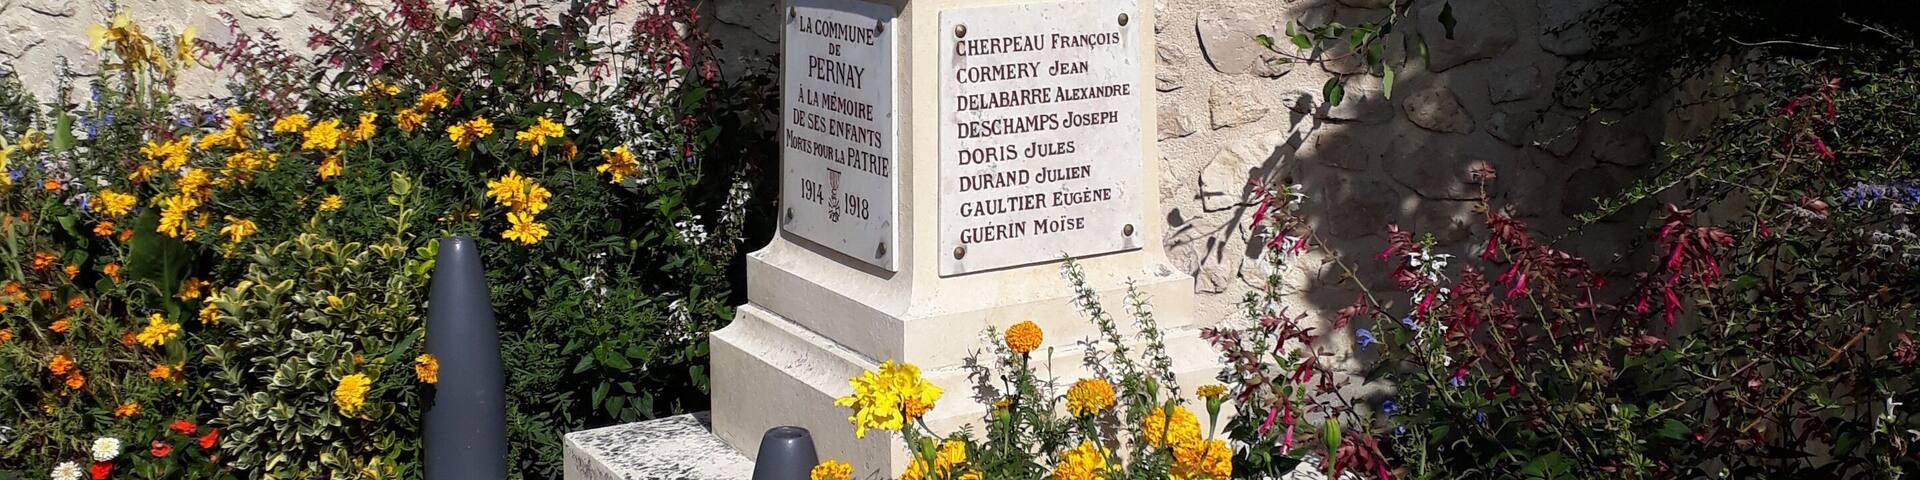 LA COMMUNE
DE
PERNAY
À LA MÉMOIRE
DE SES ENFANTS
MORTS POUR LA PATRIE
1914 1918
CHERPEAU FRANÇOIS
CORMERY JEAN
DELABARRE ALEXANDRE
DESCHAMPS JOSEPH
DORIS JULES
DURAND JULIEN
GAULTIER EUGÈNE
GUÉRIN MOÏSE